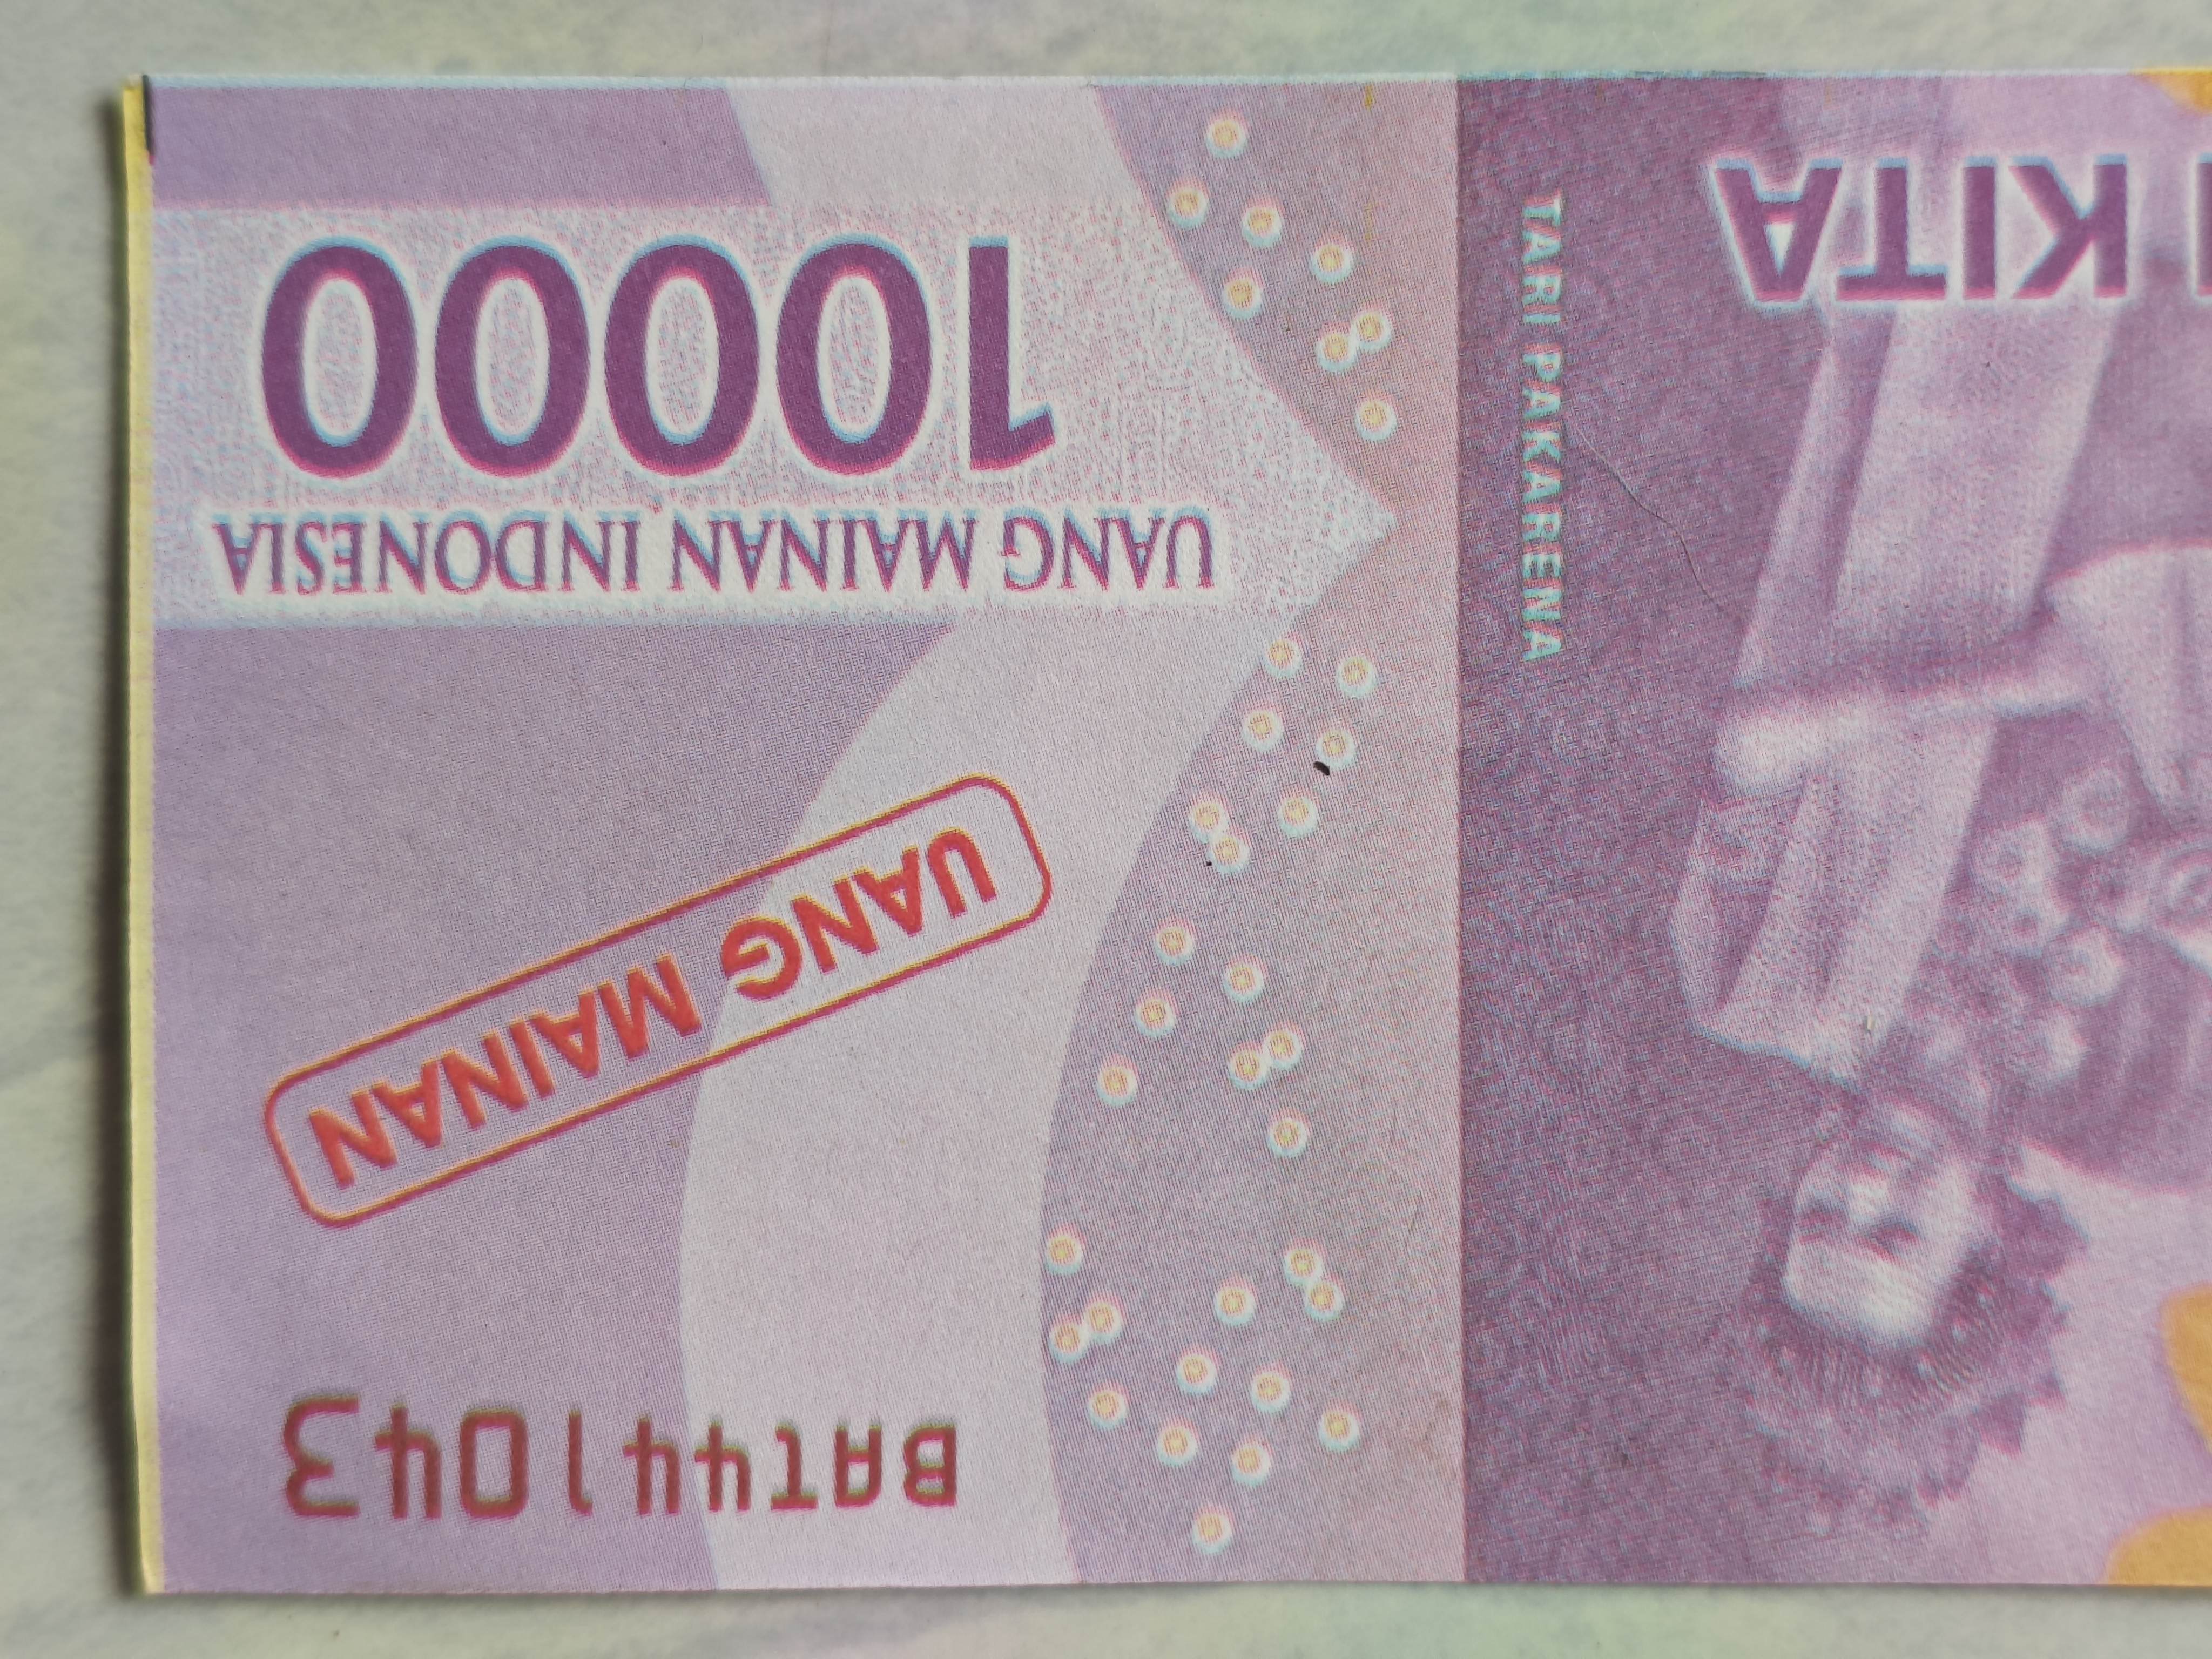 BAT441043
UANG MAINAN
UANG MAINAN INDONESIA
10000
TARI PAKARENA
KITA